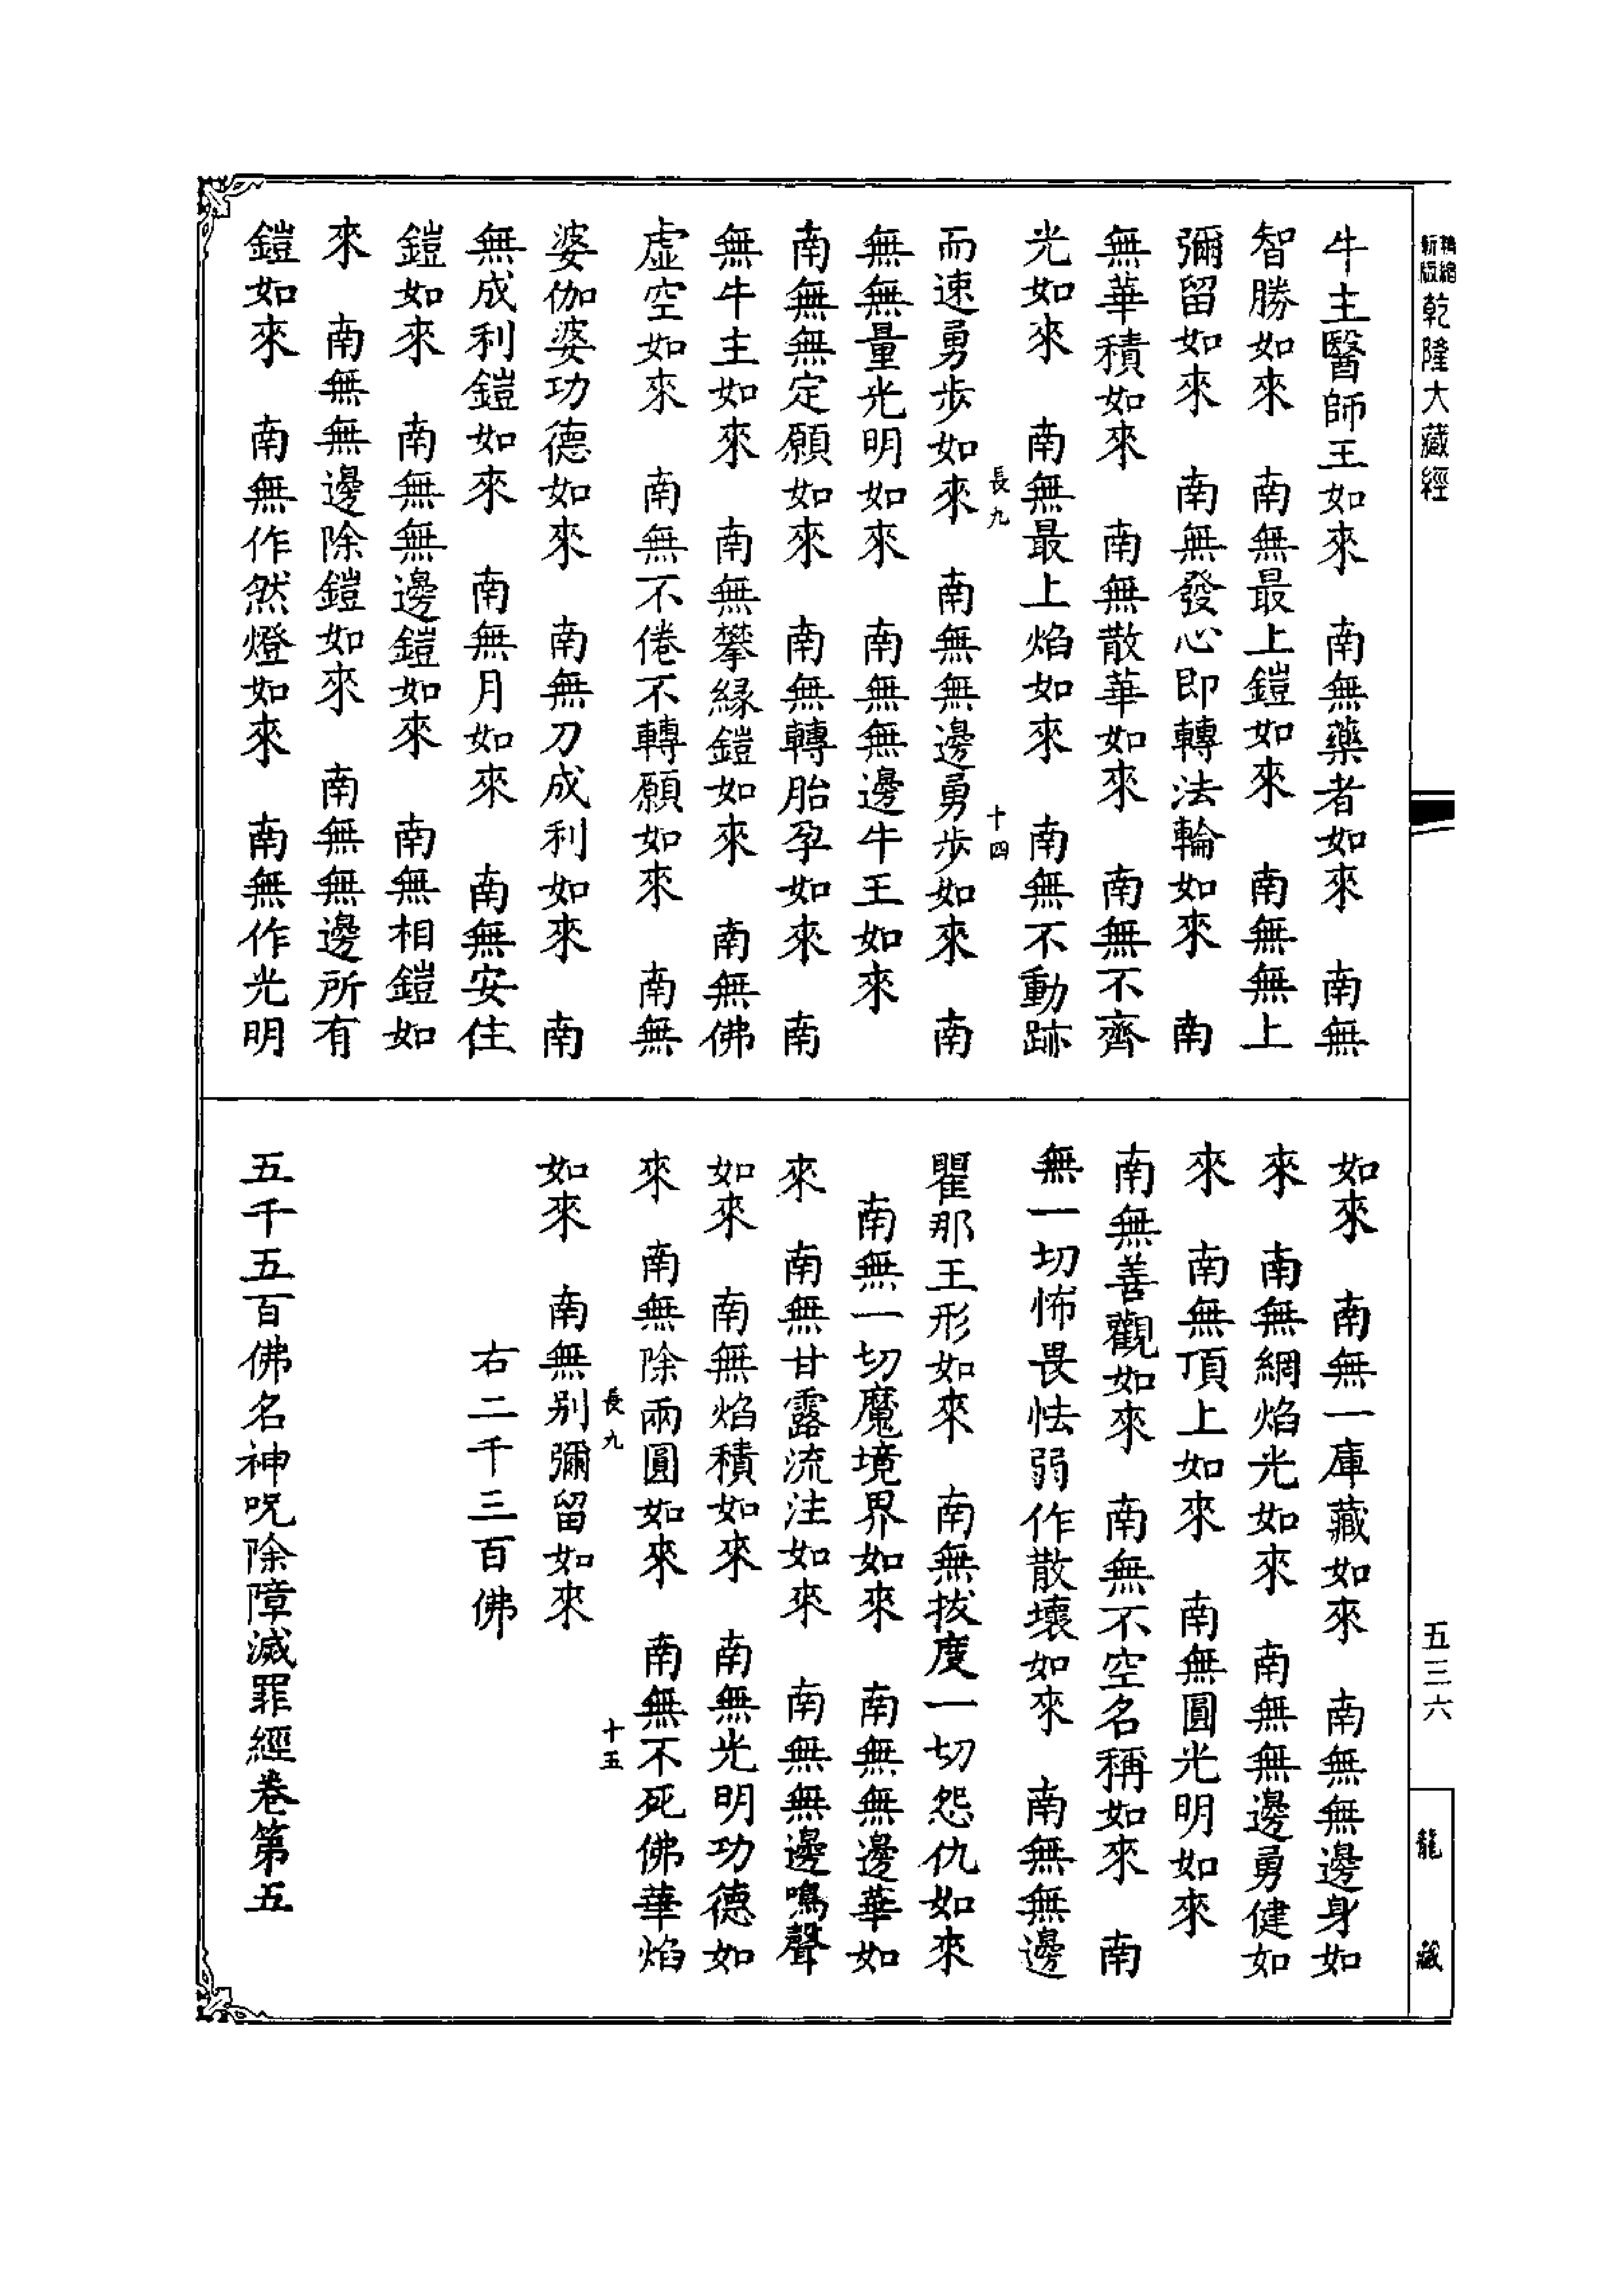 精縮新版乾隆大藏經
牛主醫師王如來　南無藥者如來　南無
智勝如來　南無最上鎧如來　南無無上
彌留如來　南無發心即轉法輪如來　南
無華積如來　南無散華如來　南無不齊
光如來　南無最上焰如來　南無不動跡
長九　十四
而速勇步如來　南無無邊勇步如來　南
無無量光明如來　南無無邊牛王如來
南無無定願如來　南無轉胎孕如來　南
無牛主如來　南無攀緣鎧如來　南無佛
虛空如來　南無不倦不轉願如來　南無
婆伽婆功德如來　南無刀成利如來　南
無成利鎧如來　南無月如來　南無安住
鎧如來　南無無邊鎧如來　南無相鎧如
來　南無無邊除鎧如來　南無無邊所有
鎧如來　南無作然燈如來　南無作光明
如來　南無一庫藏如來　南無無邊身如
來　南無網焰光如來　南無無邊勇健如
來　南無頂上如來　南無圓光明如來
南無善觀如來　南無不空名稱如來　南
無一切怖畏怯弱作散壞如來　南無無邊
瞿那王形如來　南無拔度一切怨仇如來
南無一切魔境界如來　南無無邊華如
來　南無甘露流注如來　南無無邊鳴聲
如來　南無焰積如來　南無光明功德如
來　南無除兩圓如來　南無不死佛華焰
長九　十五
如來　南無別彌留如來
右二千三百佛
五千五百佛名神呪除障滅罪經卷第五
五三六
龍藏